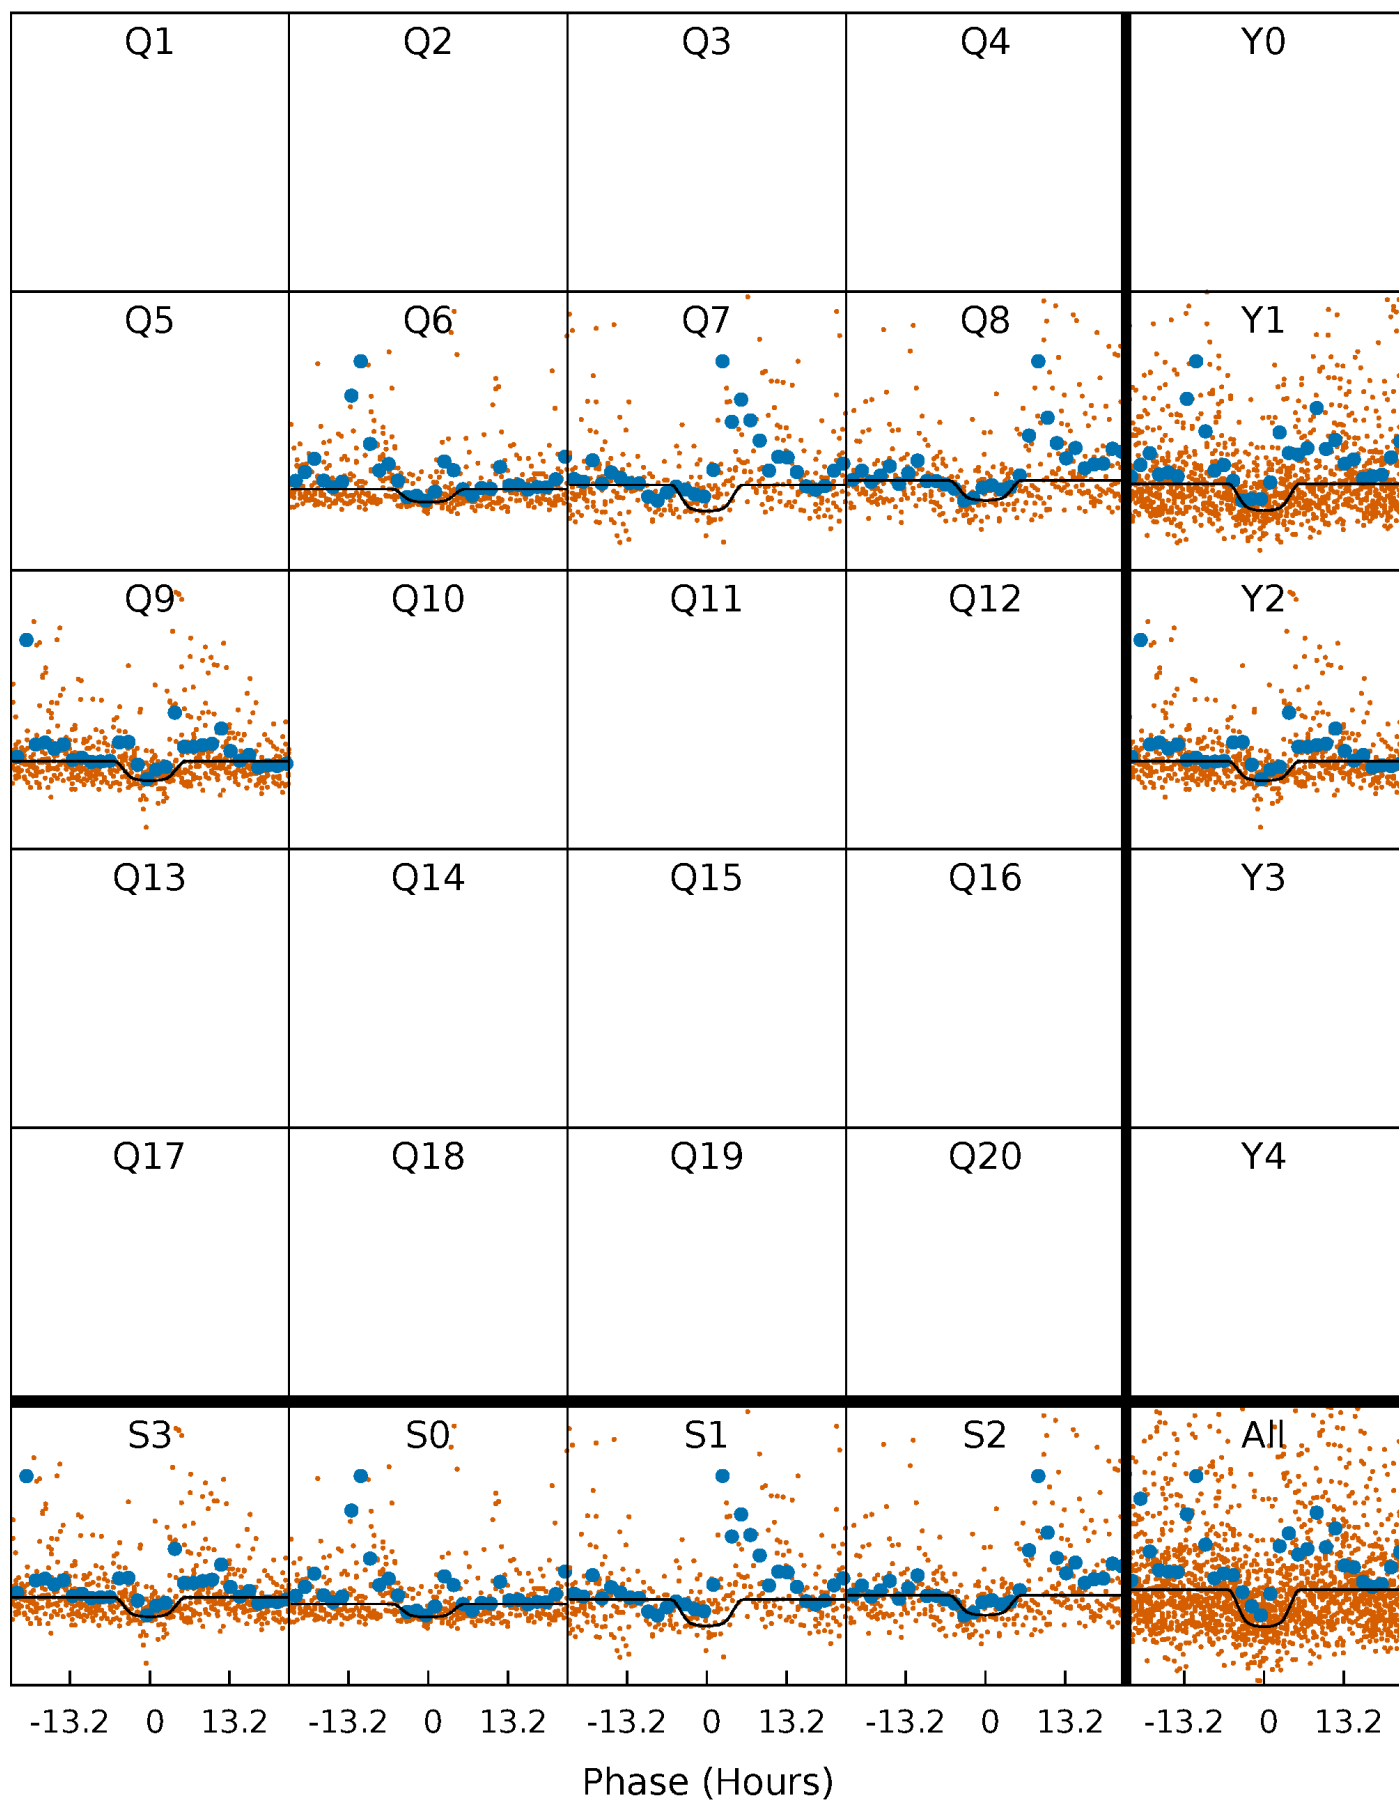 Q1 Q2 Q3 Q4 Y0
Q5 Q6 Q7 Q8 Y1
Q9 Q10 Q11 Q12 Y2
Q13 Q14 Q15 Q16 Y3
Q17 Q18 Q19 Q20 Y4
S3 S0 S1 S2 All
-13.2 0 13.2 -13.2 0 13.2 -13.2 0 13.2 -13.2 0 13.2 -13.2 0 13.2
Phase (Hours)